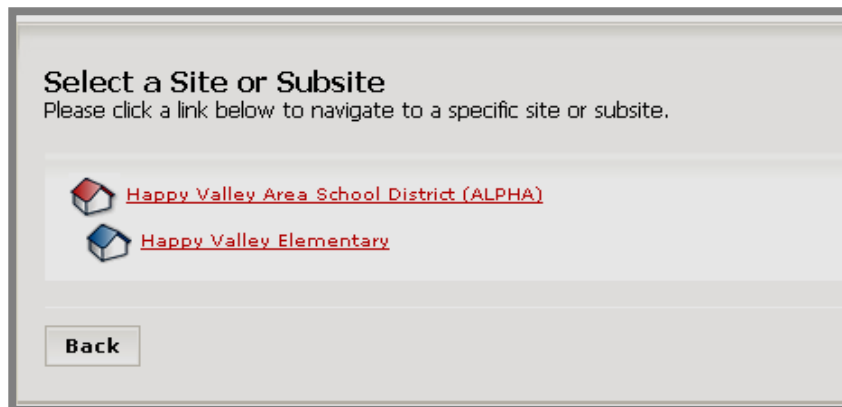 Select a Site or Subsite
Please click a link below to navigate to a specific site or subsite.
Happy Valley Area School District (ALPHA)
Happy Valley Elementary
Back